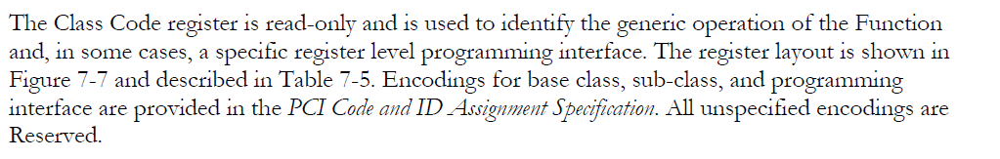 The Class Code register is read-only and is used to identify the generic operation of the Function
and, in some cases, a specific register level programming interface. The register layout is shown in
Figure 7-7 and described in Table 7-5. Encodings for base class, sub-class, and programming
interface are provided in the PCI Code and ID Assignment Specification. All unspecified encodings are
Reserved.